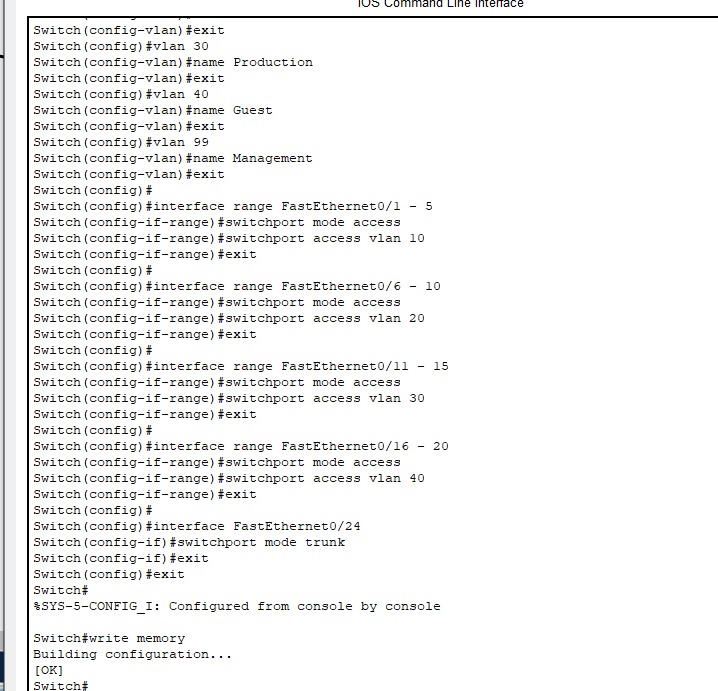 IOS Command Line Interface
Switch(config-vlan)#exit
Switch(config)#vlan 30
Switch(config-vlan)#name Production
Switch(config-vlan)#exit
Switch(config)#vlan 40
Switch(config-vlan)#name Guest
Switch(config-vlan)#exit
Switch(config)#vlan 99
Switch(config-vlan)#name Management
Switch(config-vlan)#exit
Switch(config)#
Switch(config)#interface range FastEthernet0/1 - 5
Switch(config-if-range)#switchport mode access
Switch(config-if-range)#switchport access vlan 10
Switch(config-if-range)#exit
Switch(config)#
Switch(config)#interface range FastEthernet0/6 - 10
Switch(config-if-range)#switchport mode access
Switch(config-if-range)#switchport access vlan 20
Switch(config-if-range)#exit
Switch(config)#
Switch(config)#interface range FastEthernet0/11 - 15
Switch(config-if-range)#switchport mode access
Switch(config-if-range)#switchport access vlan 30
Switch(config-if-range)#exit
Switch(config)#
Switch(config)#interface range FastEthernet0/16 - 20
Switch(config-if-range)#switchport mode access
Switch(config-if-range)#switchport access vlan 40
Switch(config-if-range)#exit
Switch(config)#
Switch(config)#interface FastEthernet0/24
Switch(config-if)#switchport mode trunk
Switch(config-if)#exit
Switch(config)#exit
Switch#
%SYS-5-CONFIG_I: Configured from console by console
Switch#write memory
Building configuration...
[OK]
Switch#